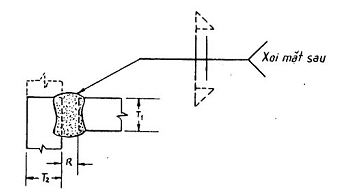 Xoi mặt sau
T₁
R
T₂